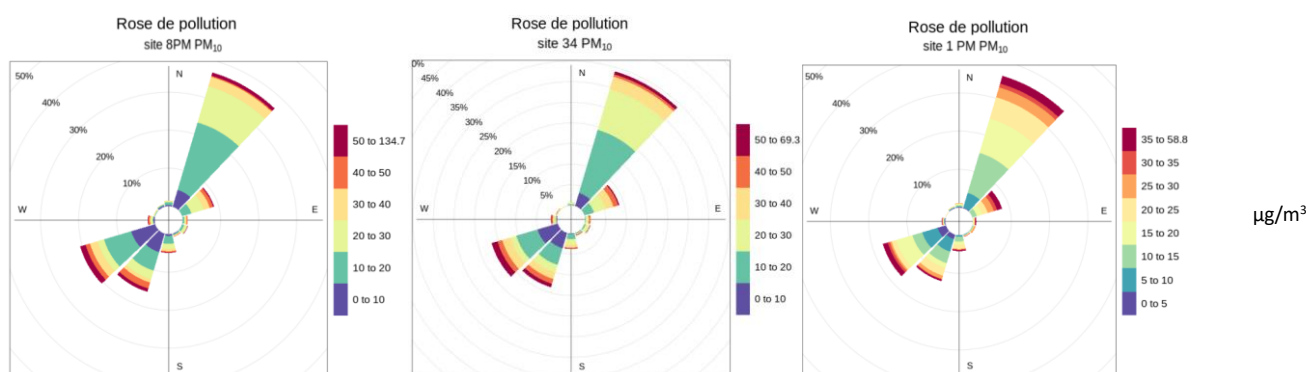 Rose de pollution
site 8PM PM₁₀
50%
40%
30%
20%
10%
N
W
E
S
50 to 134.7
40 to 50
30 to 40
20 to 30
10 to 20
0 to 10
Rose de pollution
site 34 PM₁₀
0%
45%
40%
35%
30%
25%
20%
15%
10%
5%
N
W
E
S
50 to 69.3
40 to 50
30 to 40
20 to 30
10 to 20
0 to 10
Rose de pollution
site 1 PM PM₁₀
50%
40%
30%
20%
10%
N
W
E
S
35 to 58.8
30 to 35
25 to 30
20 to 25
15 to 20
10 to 15
5 to 10
0 to 5
µg/m³